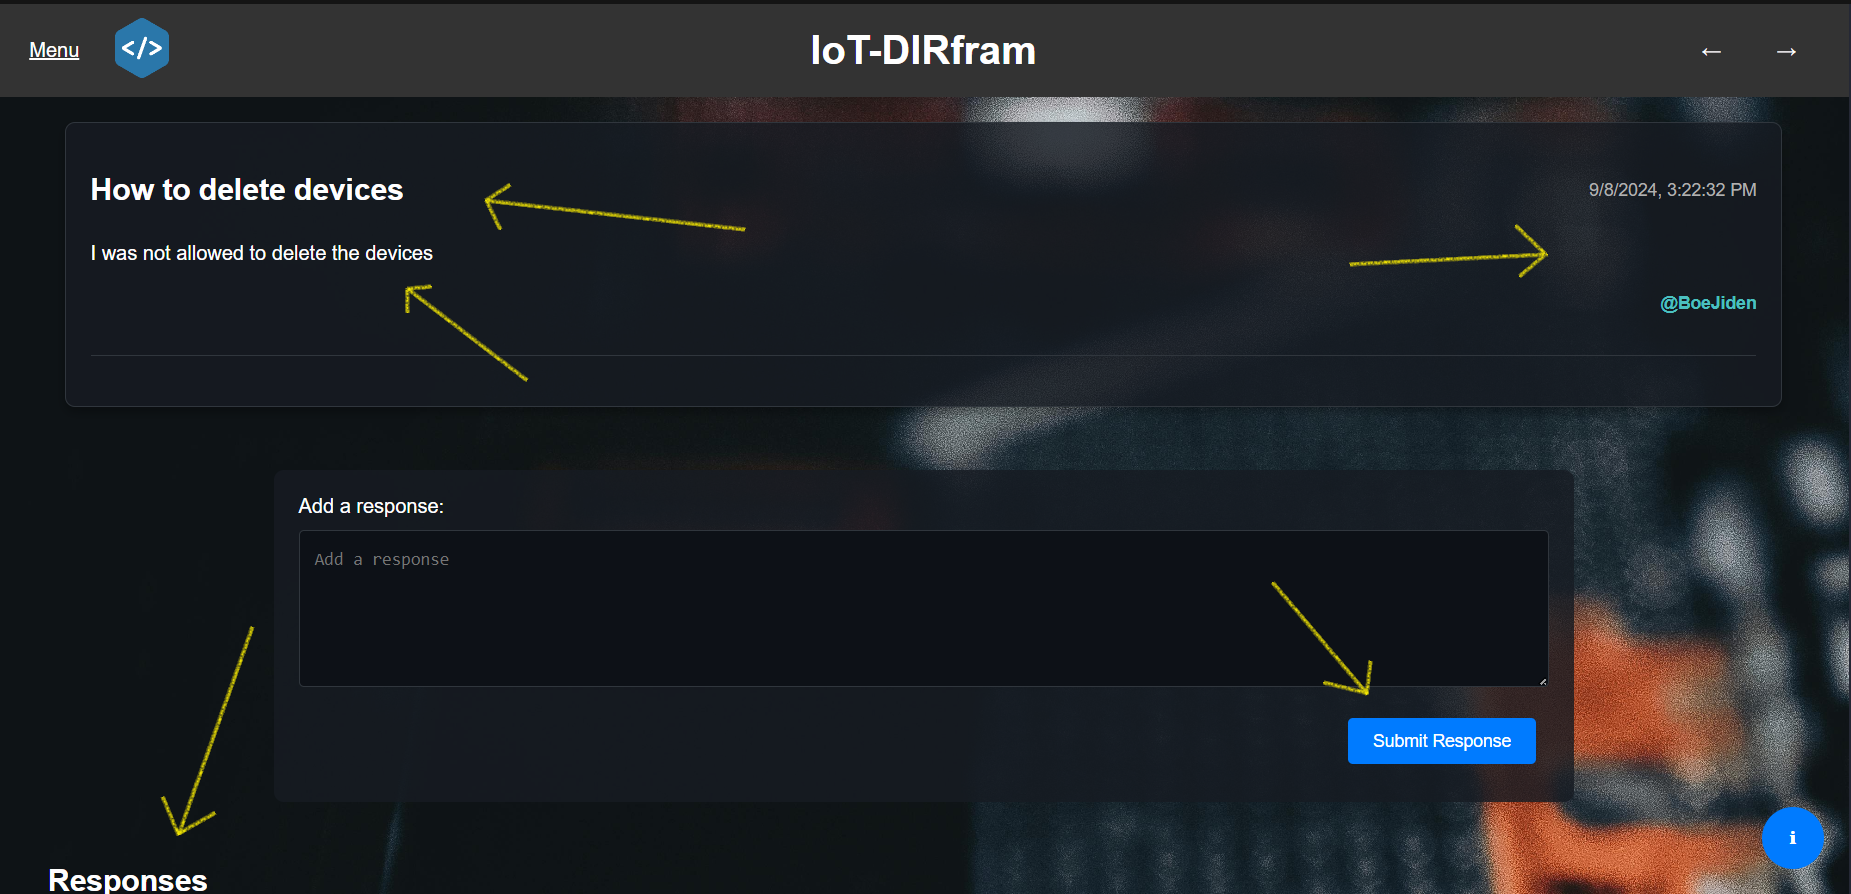 Menu
</>
IoT-DIRfram
← →
How to delete devices
9/8/2024, 3:22:32 PM
I was not allowed to delete the devices
@BoeJiden
Add a response:
Add a response
Submit Response
i
Responses